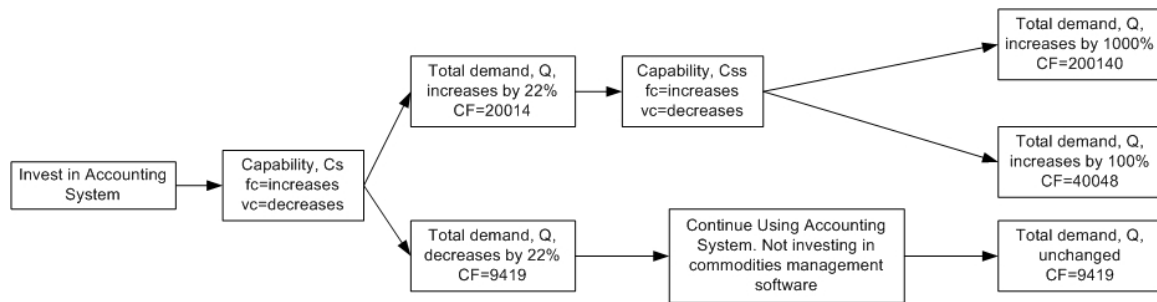 Invest in Accounting
System
Capability, Cs
fc=increases
vc=decreases
Total demand, Q,
increases by 22%
CF=20014
Capability, Css
fc=increases
vc=decreases
Total demand, Q,
increases by 1000%
CF=200140
Total demand, Q,
increases by 100%
CF=40048
Total demand, Q,
decreases by 22%
CF=9419
Continue Using Accounting
System. Not investing in
commodities management
software
Total demand, Q,
unchanged
CF=9419